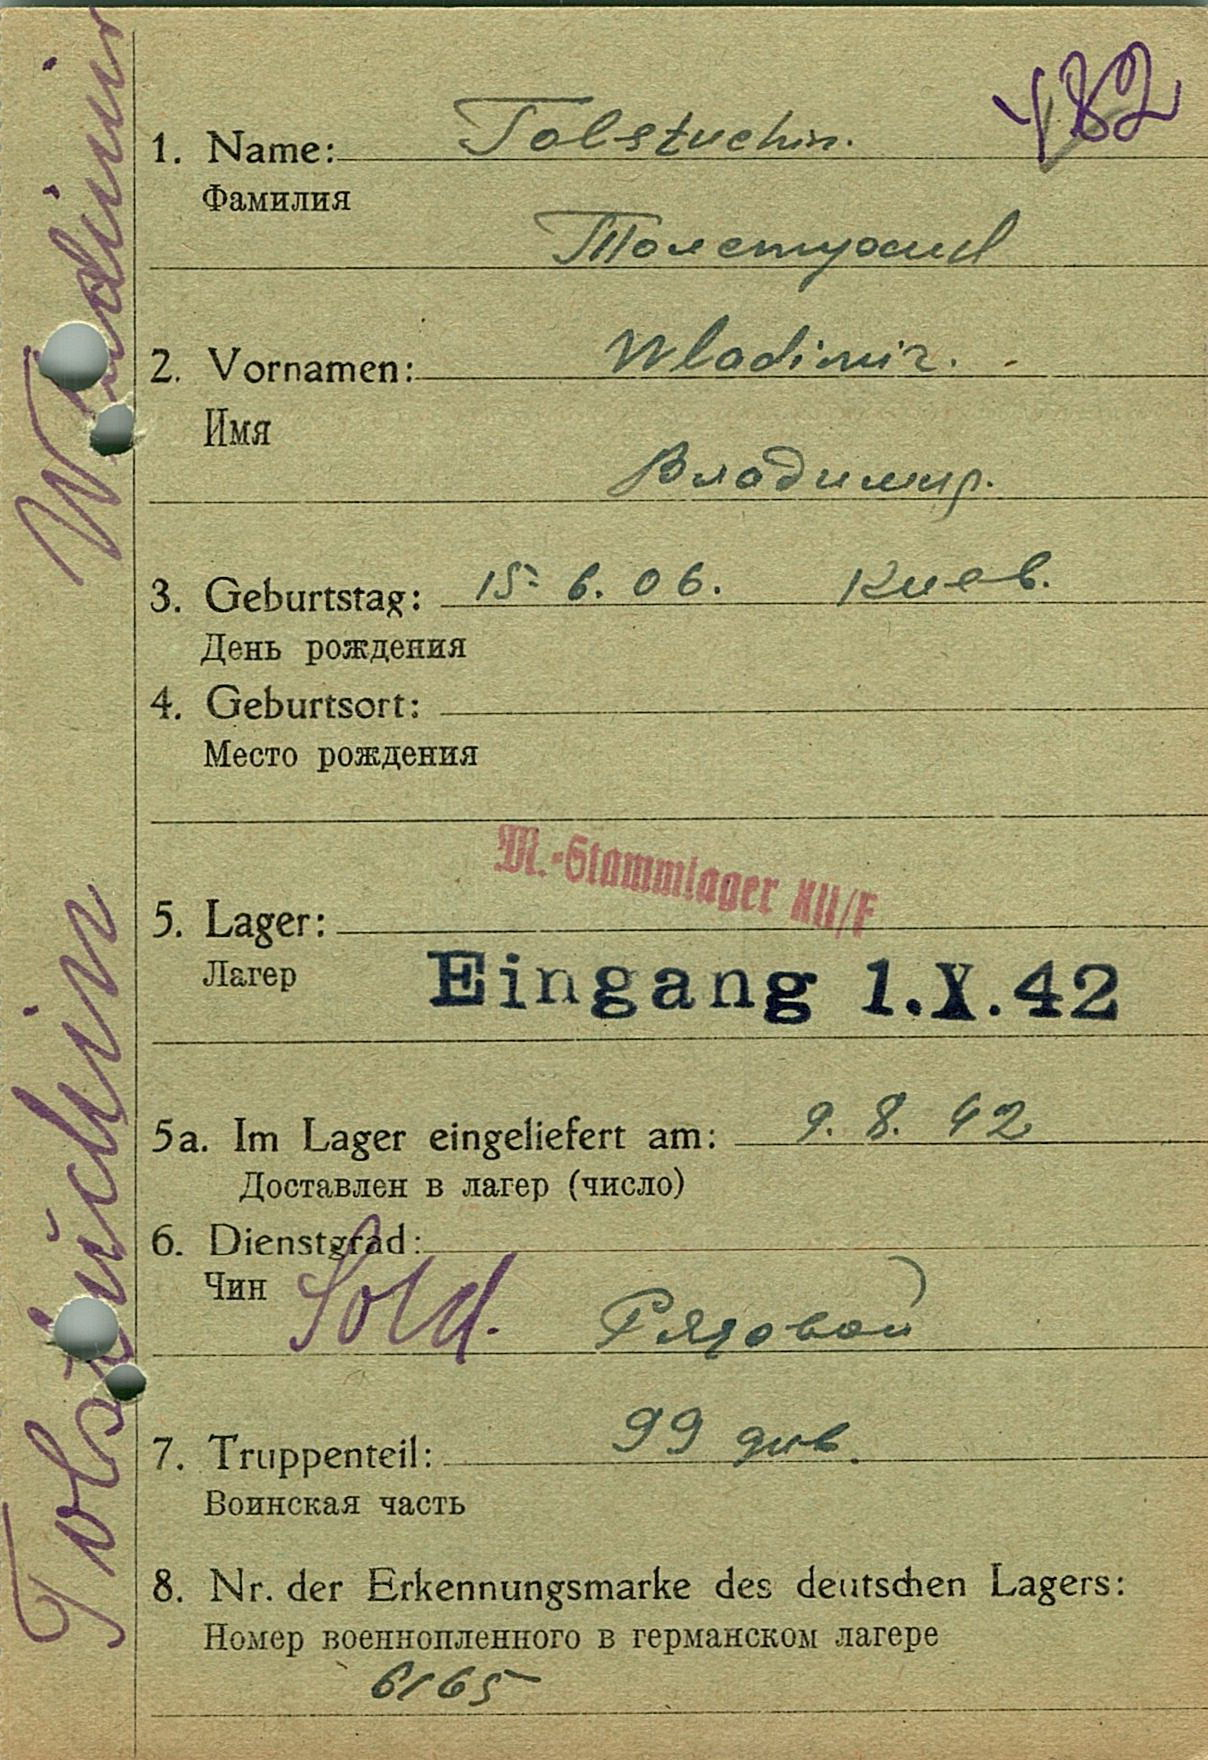 482
1. Name: Tolstuchin.
Фамилия
Толстухин
2. Vornamen: Wladimir.
Имя
Владимир.
3. Geburtstag: 15. 6. 06. Киев.
День рождения
4. Geburtsort:
Место рождения
M.-Stammlager XII/F
5. Lager:
Лагер
Eingang 1.X.42
5a. Im Lager eingeliefert am: 9. 8. 42
Доставлен в лагер (число)
6. Dienstgrad:
Чин Sold. Рядовой
7. Truppenteil: 99 див.
Воинская часть
8. Nr. der Erkennungsmarke des deutschen Lagers:
Номер военнопленного в германском лагере
6165
Tolstuchin Wladimir